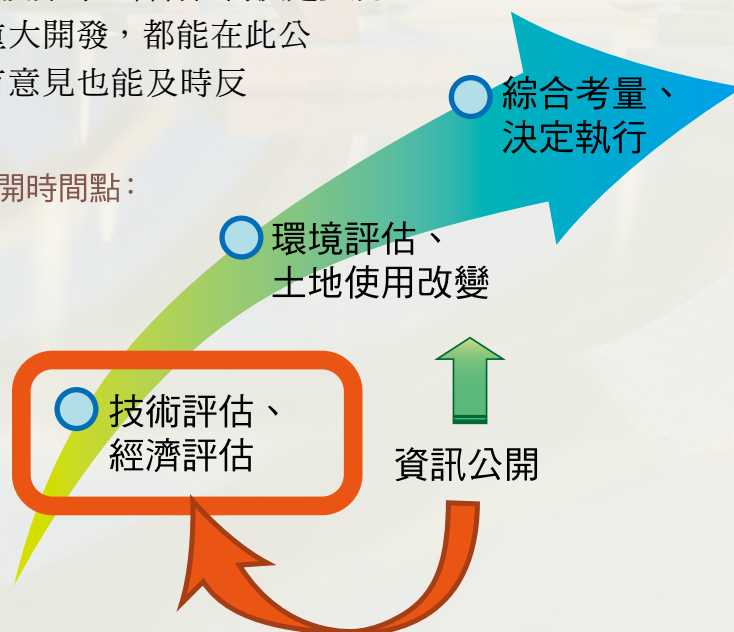 重大開發，都能在此公
意見也能及時反
開時間點：
綜合考量、
決定執行
環境評估、
土地使用改變
技術評估、
經濟評估
資訊公開